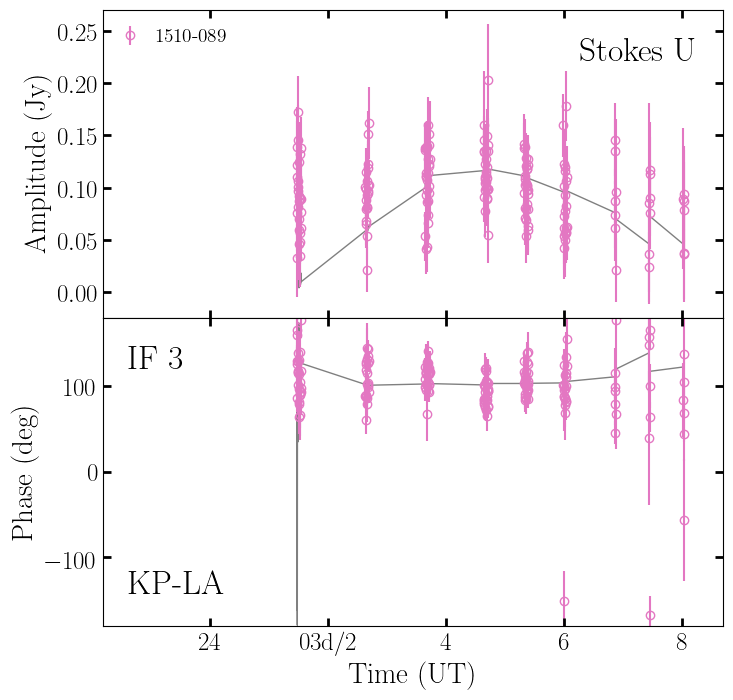 0.25
0.20
0.15
0.10
0.05
0.00
Amplitude (Jy)
1510-089
Stokes U
IF 3
KP-LA
100
0
−100
Phase (deg)
24
03d/2
4
6
8
Time (UT)